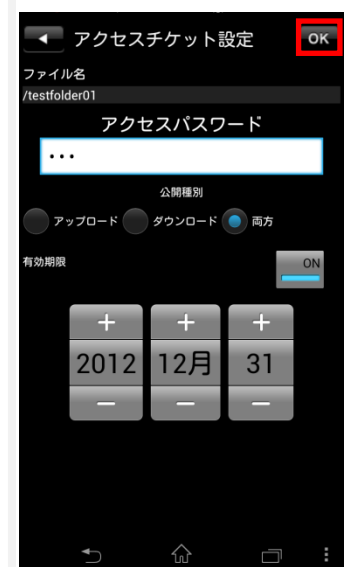 アクセスチケット設定 OK
ファイル名
/testfolder01
アクセスパスワード
公開種別
アップロード ダウンロード 両方
有効期限 ON
2012 12月 31